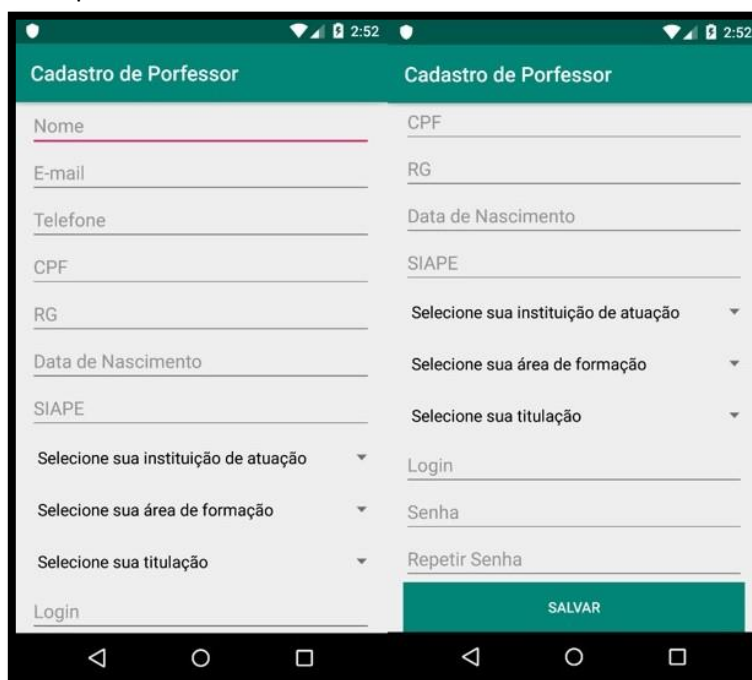 2:52
Cadastro de Porfessor
Nome
E-mail
Telefone
CPF
RG
Data de Nascimento
SIAPE
Selecione sua instituição de atuação
Selecione sua área de formação
Selecione sua titulação
Login
2:52
Cadastro de Porfessor
CPF
RG
Data de Nascimento
SIAPE
Selecione sua instituição de atuação
Selecione sua área de formação
Selecione sua titulação
Login
Senha
Repetir Senha
SALVAR